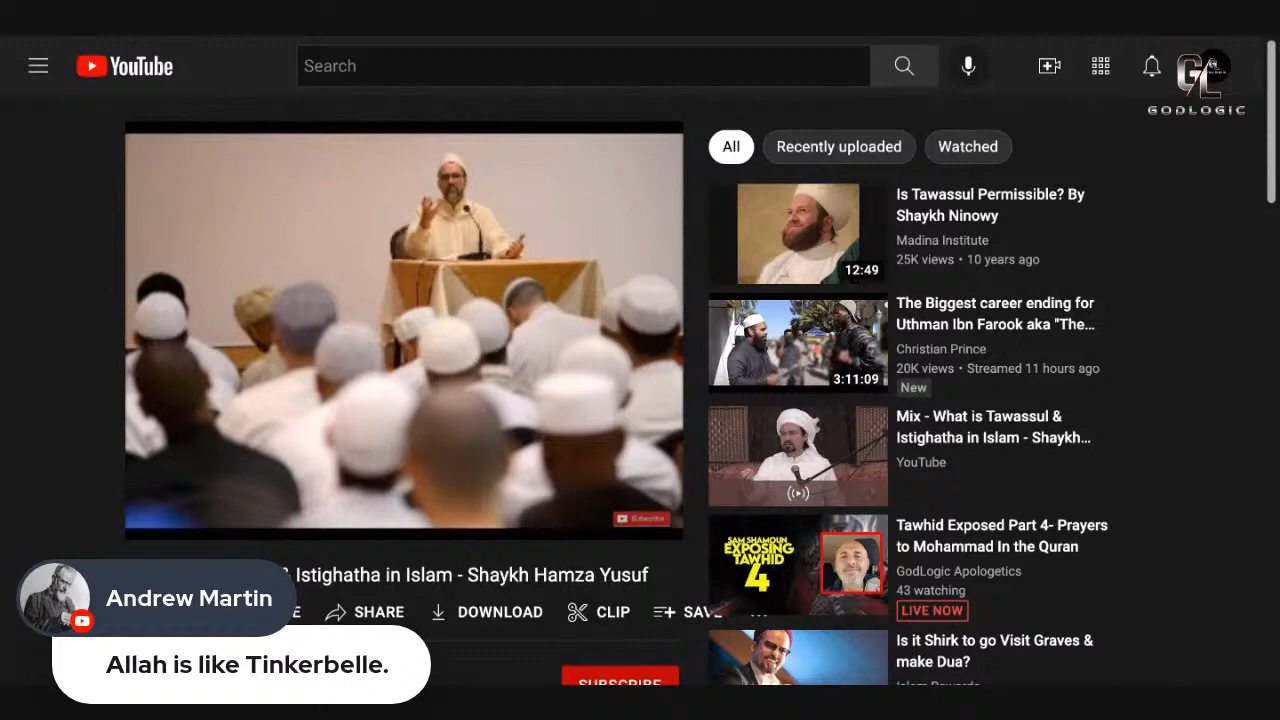 YouTube
Search
GL
GODLOGIC
All
Recently uploaded
Watched
Is Tawassul Permissible? By
Shaykh Ninowy
Madina Institute
25K views • 10 years ago
12:49
The Biggest career ending for
Uthman Ibn Farook aka "The...
Christian Prince
20K views • Streamed 11 hours ago
New
3:11:09
Mix - What is Tawassul &
Istighatha in Islam - Shaykh...
YouTube
SAM SHAMOUN
EXPOSING
TAWHID
4
Tawhid Exposed Part 4- Prayers
to Mohammad In the Quran
GodLogic Apologetics
43 watching
LIVE NOW
Is it Shirk to go Visit Graves &
make Dua?
Subscribe
Istighatha in Islam - Shaykh Hamza Yusuf
SHARE
DOWNLOAD
CLIP
SAVE
SUBSCRIBE
Andrew Martin
Allah is like Tinkerbelle.